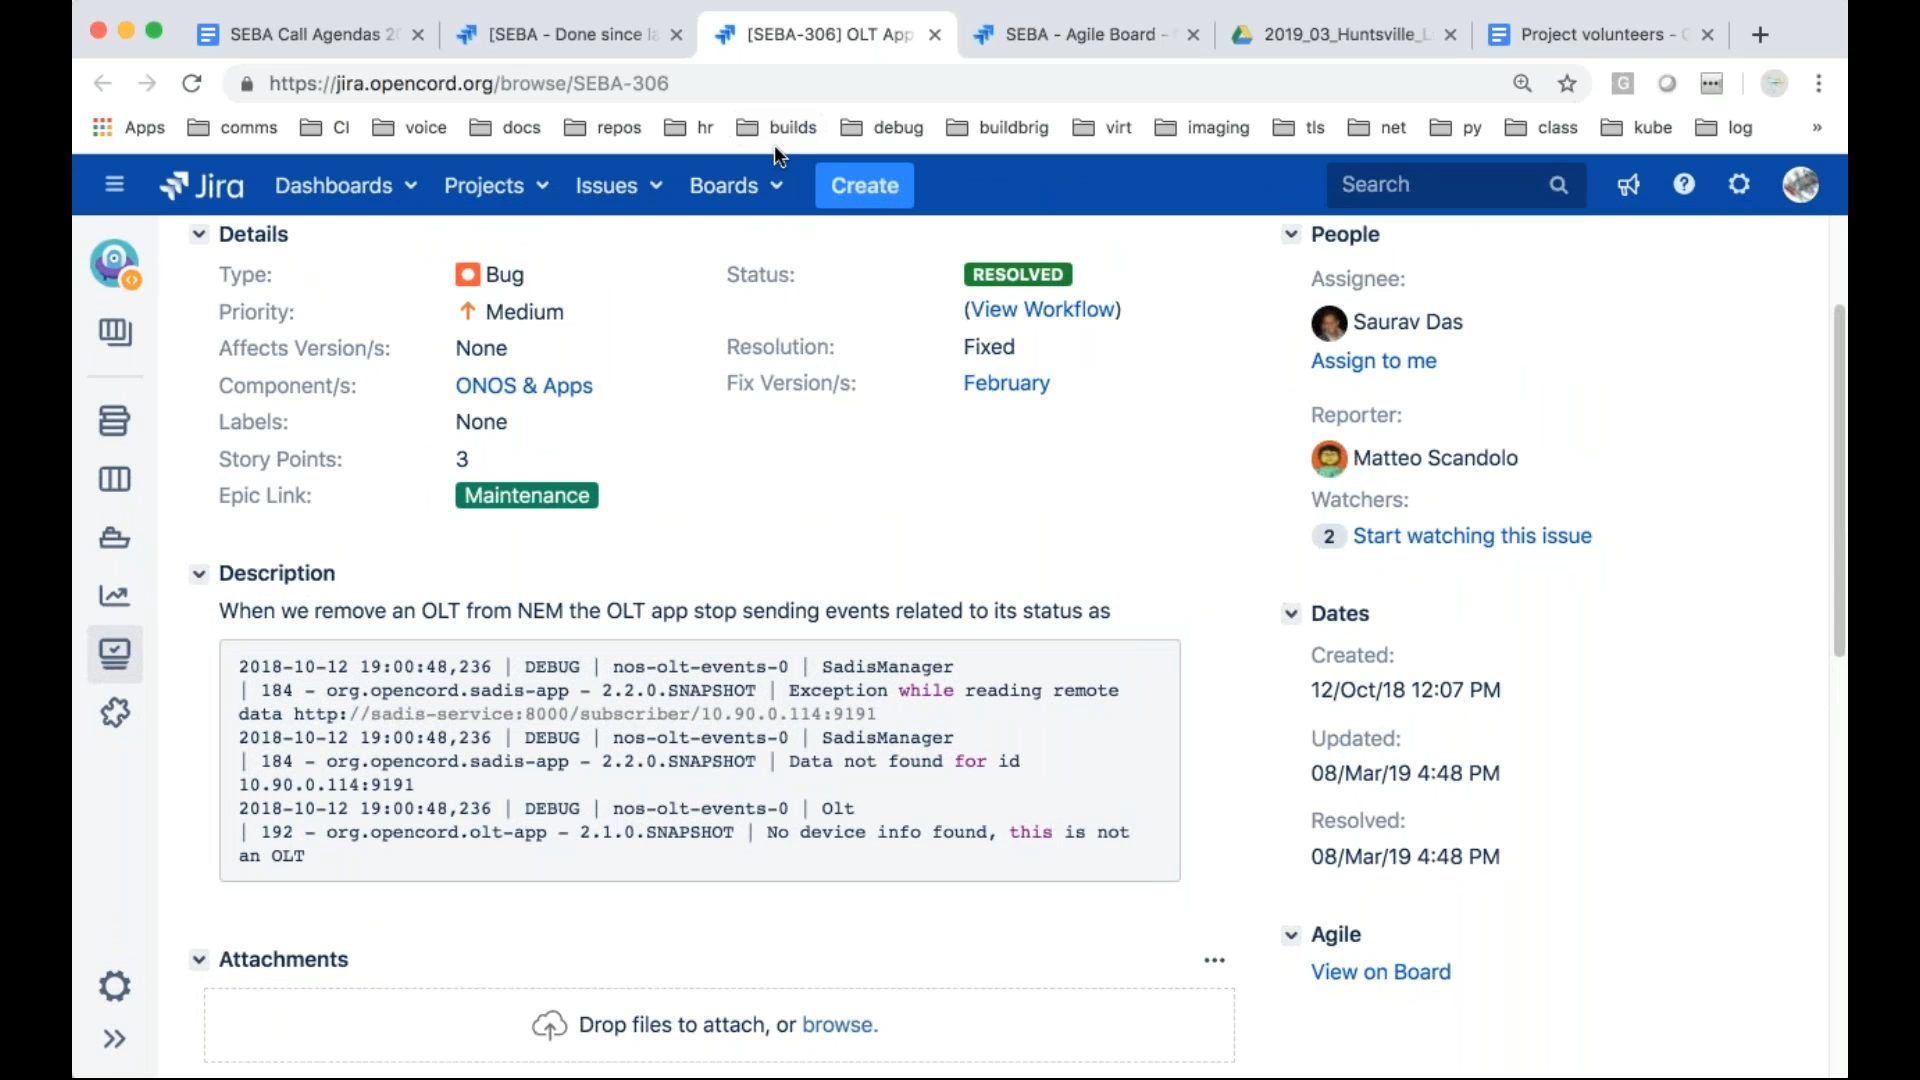 SEBA Call Agendas 2
[SEBA - Done since la
[SEBA-306] OLT App
SEBA - Agile Board -
2019_03_Huntsville_L
Project volunteers -
https://jira.opencord.org/browse/SEBA-306
Apps comms CI voice docs repos hr builds debug buildbrig virt imaging tls net py class kube log »
Jira Dashboards Projects Issues Boards Create Search
Details
Type: Bug Status: RESOLVED
Priority: Medium (View Workflow)
Affects Version/s: None Resolution: Fixed
Component/s: ONOS & Apps Fix Version/s: February
Labels: None
Story Points: 3
Epic Link: Maintenance
Description
When we remove an OLT from NEM the OLT app stop sending events related to its status as
2018-10-12 19:00:48,236 | DEBUG | nos-olt-events-0 | SadisManager
| 184 - org.opencord.sadis-app - 2.2.0.SNAPSHOT | Exception while reading remote
data http://sadis-service:8000/subscriber/10.90.0.114:9191
2018-10-12 19:00:48,236 | DEBUG | nos-olt-events-0 | SadisManager
| 184 - org.opencord.sadis-app - 2.2.0.SNAPSHOT | Data not found for id
10.90.0.114:9191
2018-10-12 19:00:48,236 | DEBUG | nos-olt-events-0 | Olt
| 192 - org.opencord.olt-app - 2.1.0.SNAPSHOT | No device info found, this is not
an OLT
Attachments
Drop files to attach, or browse.
People
Assignee:
Saurav Das
Assign to me
Reporter:
Matteo Scandolo
Watchers:
2 Start watching this issue
Dates
Created:
12/Oct/18 12:07 PM
Updated:
08/Mar/19 4:48 PM
Resolved:
08/Mar/19 4:48 PM
Agile
View on Board